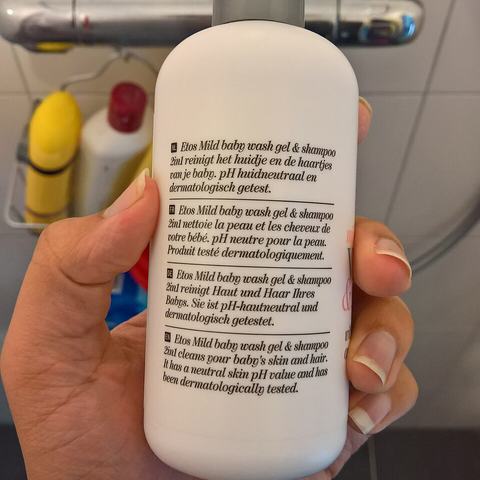 NL Etos Mild baby wash gel & shampoo
2in1 reinigt het huidje en de haartjes
van je baby. pH huidneutraal en
dermatologisch getest.
FR Etos Mild baby wash gel & shampoo
2in1 nettoie la peau et les cheveux de
votre bébé. pH neutre pour la peau.
Produit testé dermatologiquement.
DE Etos Mild baby wash gel & shampoo
2in1 reinigt Haut und Haar Ihres
Babys. Sie ist pH-hautneutral und
dermatologisch getestet.
EN Etos Mild baby wash gel & shampoo
2in1 cleans your baby's skin and hair.
It has a neutral skin pH value and has
been dermatologically tested.